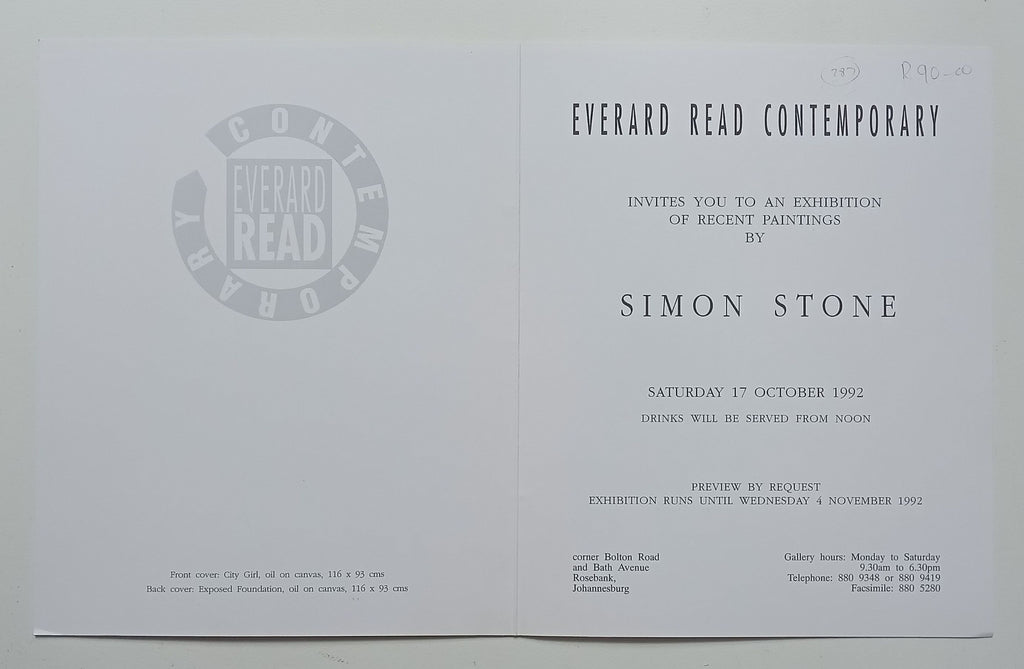 CONTEMPORARY
EVERARD
READ
Front cover: City Girl, oil on canvas, 116 x 93 cms
Back cover: Exposed Foundation, oil on canvas, 116 x 93 cms
787
R90-00
EVERARD READ CONTEMPORARY
INVITES YOU TO AN EXHIBITION
OF RECENT PAINTINGS
BY
SIMON STONE
SATURDAY 17 OCTOBER 1992
DRINKS WILL BE SERVED FROM NOON
PREVIEW BY REQUEST
EXHIBITION RUNS UNTIL WEDNESDAY 4 NOVEMBER 1992
corner Bolton Road
and Bath Avenue
Rosebank,
Johannesburg
Gallery hours: Monday to Saturday
9.30am to 6.30pm
Telephone: 880 9348 or 880 9419
Facsimile: 880 5280